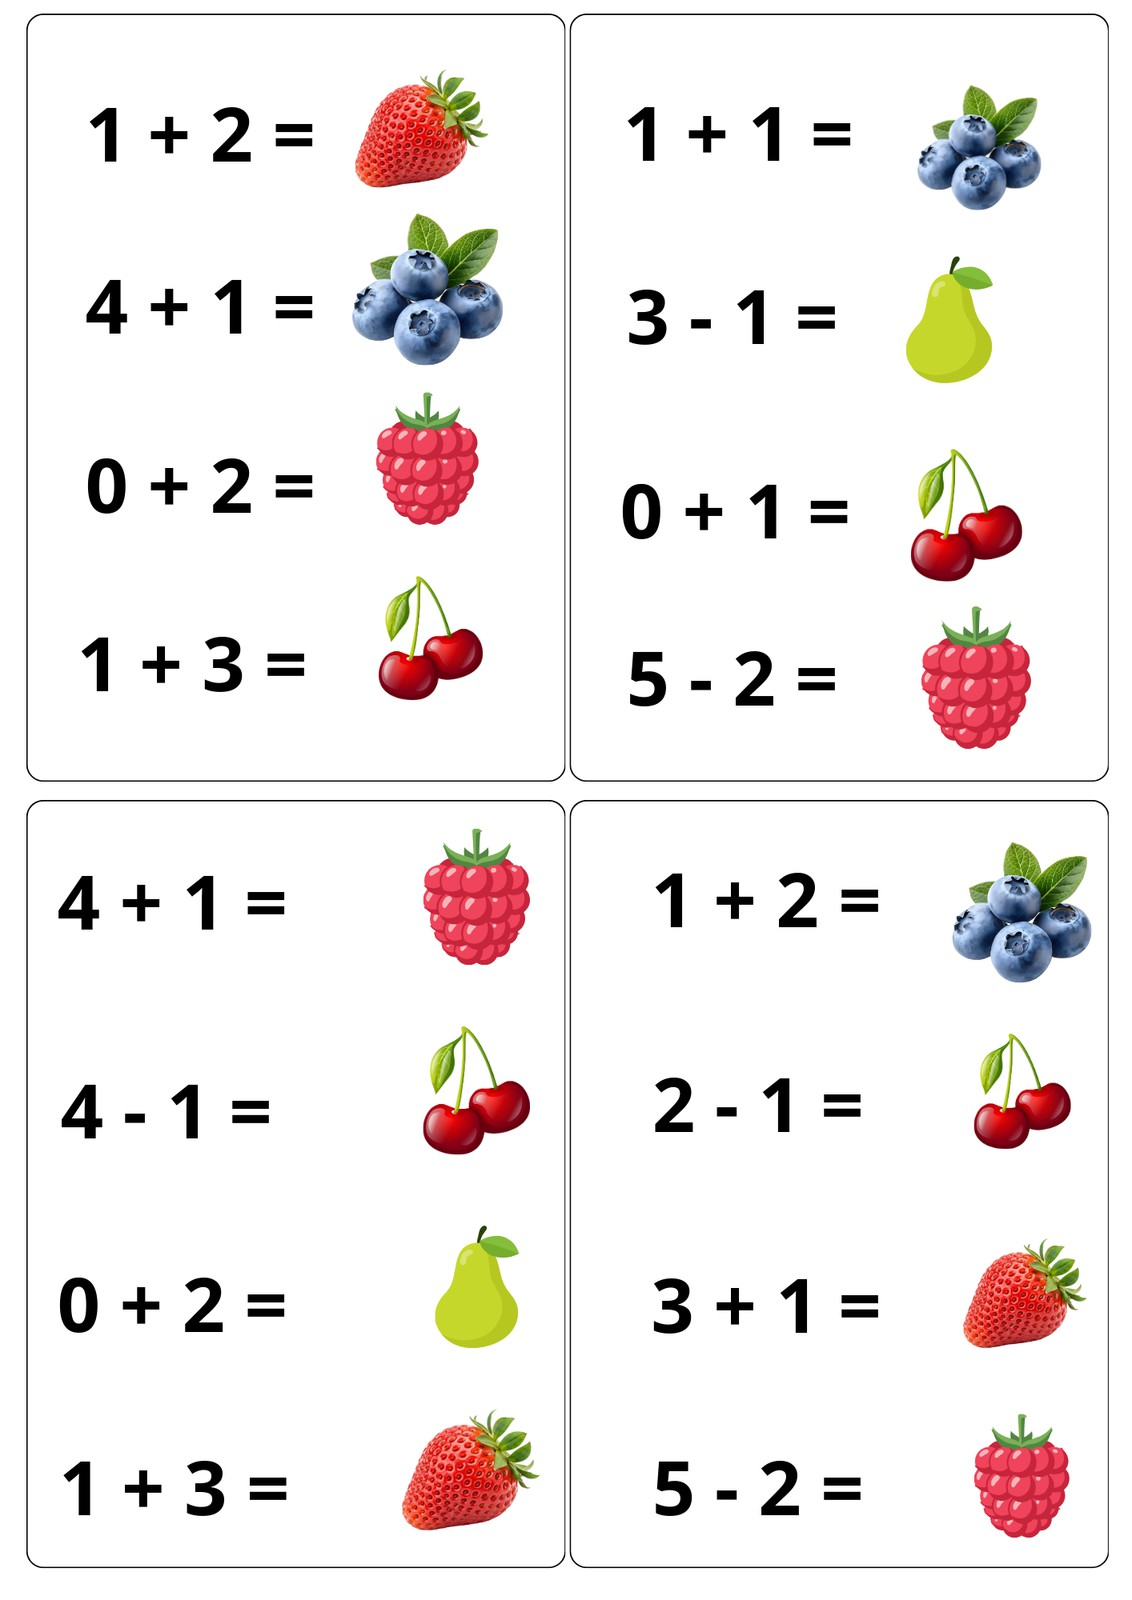 1 + 2 =
4 + 1 =
0 + 2 =
1 + 3 =
1 + 1 =
3 - 1 =
0 + 1 =
5 - 2 =
4 + 1 =
4 - 1 =
0 + 2 =
1 + 3 =
1 + 2 =
2 - 1 =
3 + 1 =
5 - 2 =